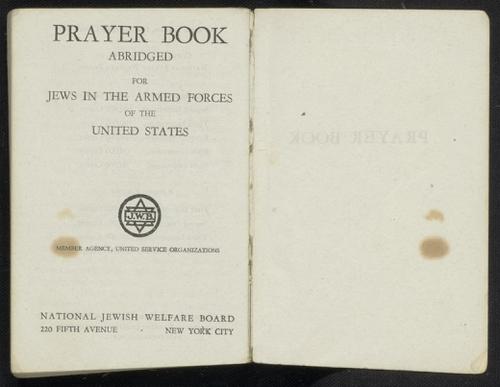 PRAYER BOOK
ABRIDGED
FOR
JEWS IN THE ARMED FORCES
OF THE
UNITED STATES
J.W.B.
MEMBER AGENCY, UNITED SERVICE ORGANIZATIONS
NATIONAL JEWISH WELFARE BOARD
220 FIFTH AVENUE · NEW YORK CITY
PRAYER BOOK